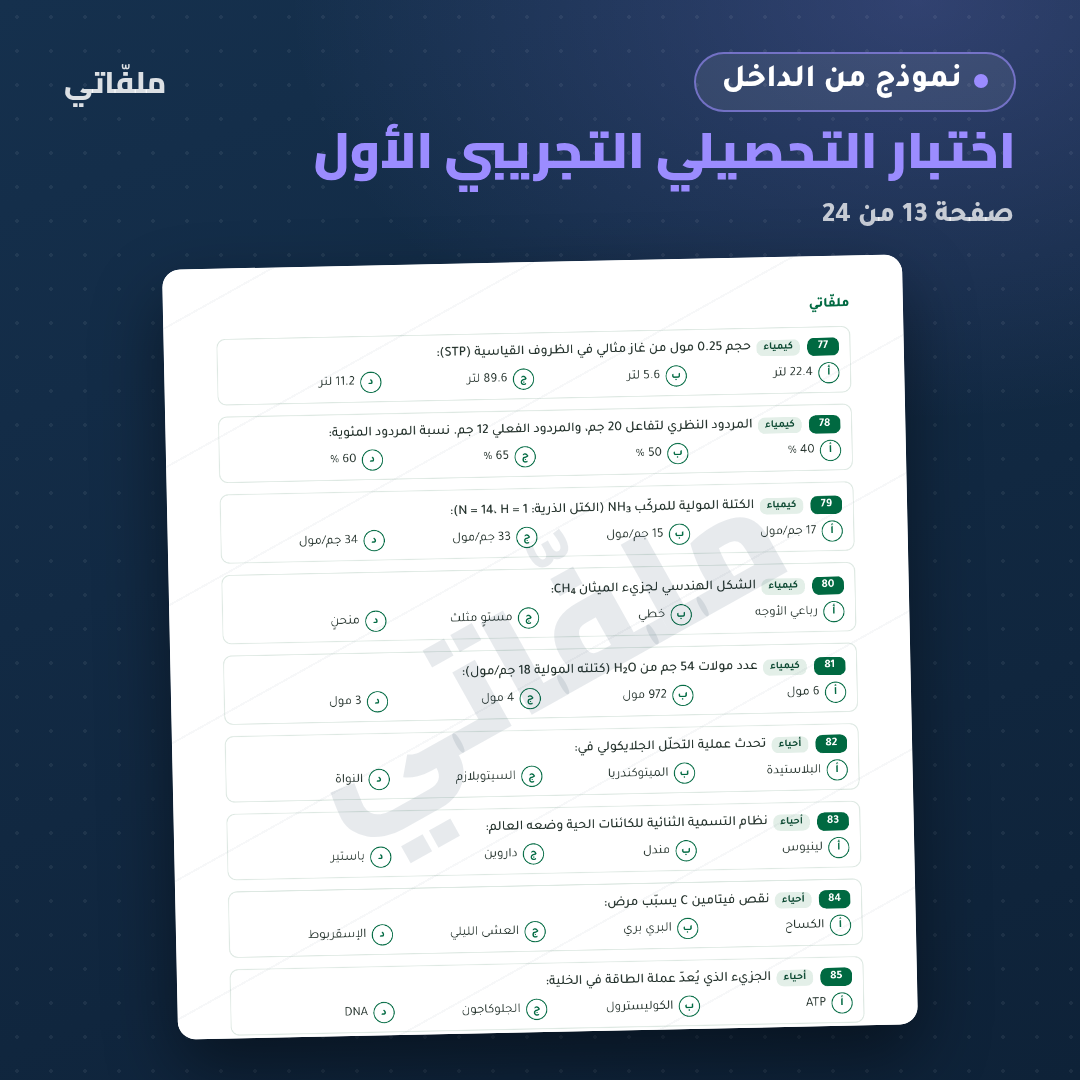 نموذج من الداخل
ملفّاتي
اختبار التحصيلي التجريبي الأول
صفحة 13 من 24
ملفّاتي
77 كيمياء حجم 0.25 مول من غاز مثالي في الظروف القياسية (STP):
أ 22.4 لتر ب 5.6 لتر ج 89.6 لتر د 11.2 لتر
78 كيمياء المردود النظري لتفاعل 20 جم، والمردود الفعلي 12 جم. نسبة المردود المئوية:
أ 40 % ب 50 % ج 65 % د 60 %
79 كيمياء الكتلة المولية للمركّب NH₃ (الكتل الذرية: N = 14، H = 1):
أ 17 جم/مول ب 15 جم/مول ج 33 جم/مول د 34 جم/مول
80 كيمياء الشكل الهندسي لجزيء الميثان CH₄:
أ رباعي الأوجه ب خطي ج مستوٍ مثلث د منحنٍ
81 كيمياء عدد مولات 54 جم من H₂O (كتلته المولية 18 جم/مول):
أ 6 مول ب 972 مول ج 4 مول د 3 مول
82 أحياء تحدث عملية التحلّل الجلايكولي في:
أ البلاستيدة ب الميتوكندريا ج السيتوبلازم د النواة
83 أحياء نظام التسمية الثنائية للكائنات الحية وضعه العالم:
أ لينيوس ب مندل ج داروين د باستير
84 أحياء نقص فيتامين C يسبّب مرض:
أ الكساح ب البري بري ج العشى الليلي د الإسقربوط
85 أحياء الجزيء الذي يُعدّ عملة الطاقة في الخلية:
أ ATP ب الكوليسترول ج الجلوكاجون د DNA
ملفّاتي